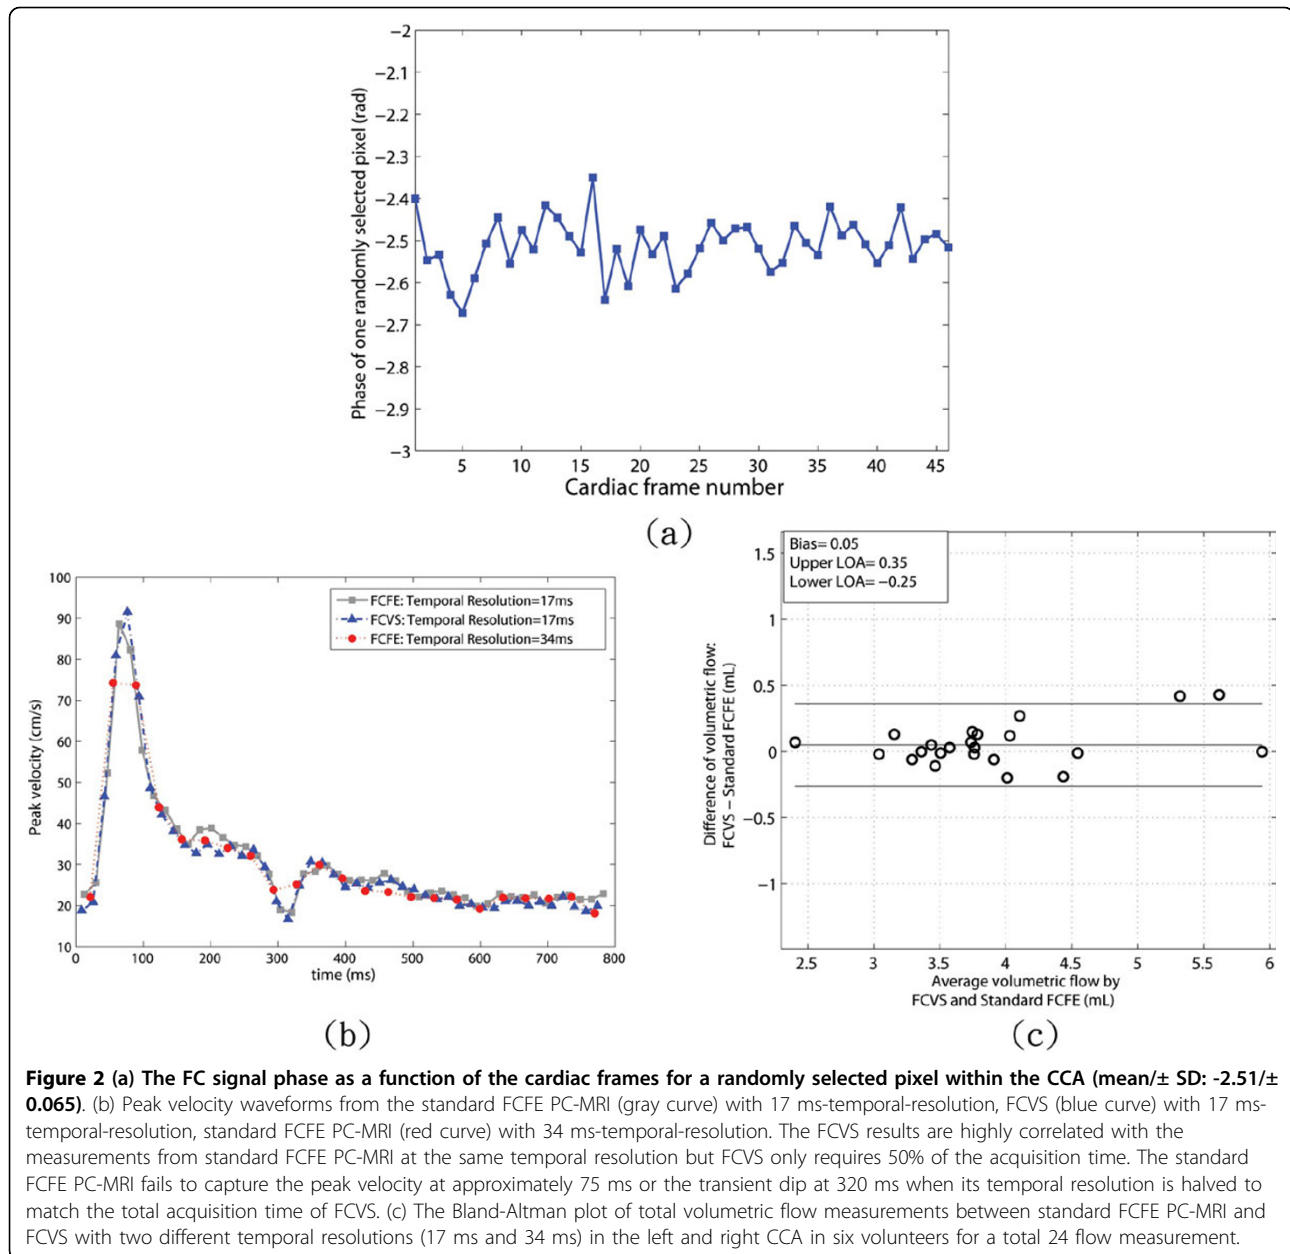 Phase of one randomly selected pixel (rad)
−2
−2.1
−2.2
−2.3
−2.4
−2.5
−2.6
−2.7
−2.8
−2.9
−3
5 10 15 20 25 30 35 40 45
Cardiac frame number
(a)
Peak velocity (cm/s)
100
90
80
70
60
50
40
30
20
10
FCFE: Temporal Resolution=17ms
FCVS: Temporal Resolution=17ms
FCFE: Temporal Resolution=34ms
0 100 200 300 400 500 600 700 800
time (ms)
(b)
Difference of volumetric flow:
FCVS − Standard FCFE (mL)
Bias= 0.05
Upper LOA= 0.35
Lower LOA= −0.25
1.5
1
0.5
0
−0.5
−1
2.5 3 3.5 4 4.5 5 5.5 6
Average volumetric flow by
FCVS and Standard FCFE (mL)
(c)
Figure 2 (a) The FC signal phase as a function of the cardiac frames for a randomly selected pixel within the CCA (mean/± SD: -2.51/±
0.065). (b) Peak velocity waveforms from the standard FCFE PC-MRI (gray curve) with 17 ms-temporal-resolution, FCVS (blue curve) with 17 ms-
temporal-resolution, standard FCFE PC-MRI (red curve) with 34 ms-temporal-resolution. The FCVS results are highly correlated with the
measurements from standard FCFE PC-MRI at the same temporal resolution but FCVS only requires 50% of the acquisition time. The standard
FCFE PC-MRI fails to capture the peak velocity at approximately 75 ms or the transient dip at 320 ms when its temporal resolution is halved to
match the total acquisition time of FCVS. (c) The Bland-Altman plot of total volumetric flow measurements between standard FCFE PC-MRI and
FCVS with two different temporal resolutions (17 ms and 34 ms) in the left and right CCA in six volunteers for a total 24 flow measurement.